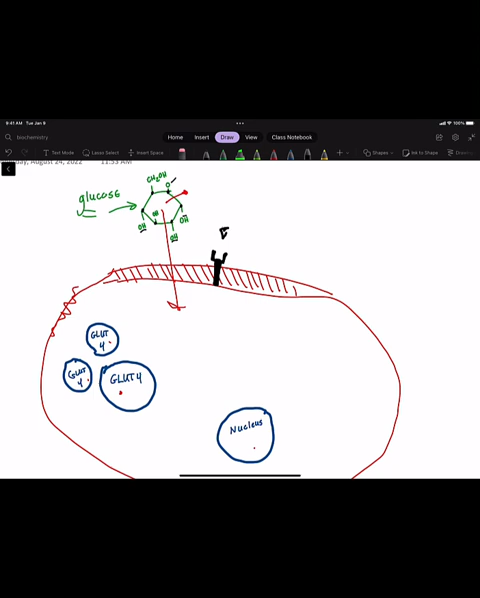 9:41 AM Tue Jan 9
100%
biochemistry
Home Insert Draw View Class Notebook
Text Mode Lasso Select Insert Space
Shapes Ink to Shape
August 24, 2022 11:53 AM
CH₂OH
O
glucose
OH
OH
OH
OH
GLUT
4
GLUT
4
GLUT4
Nucleus